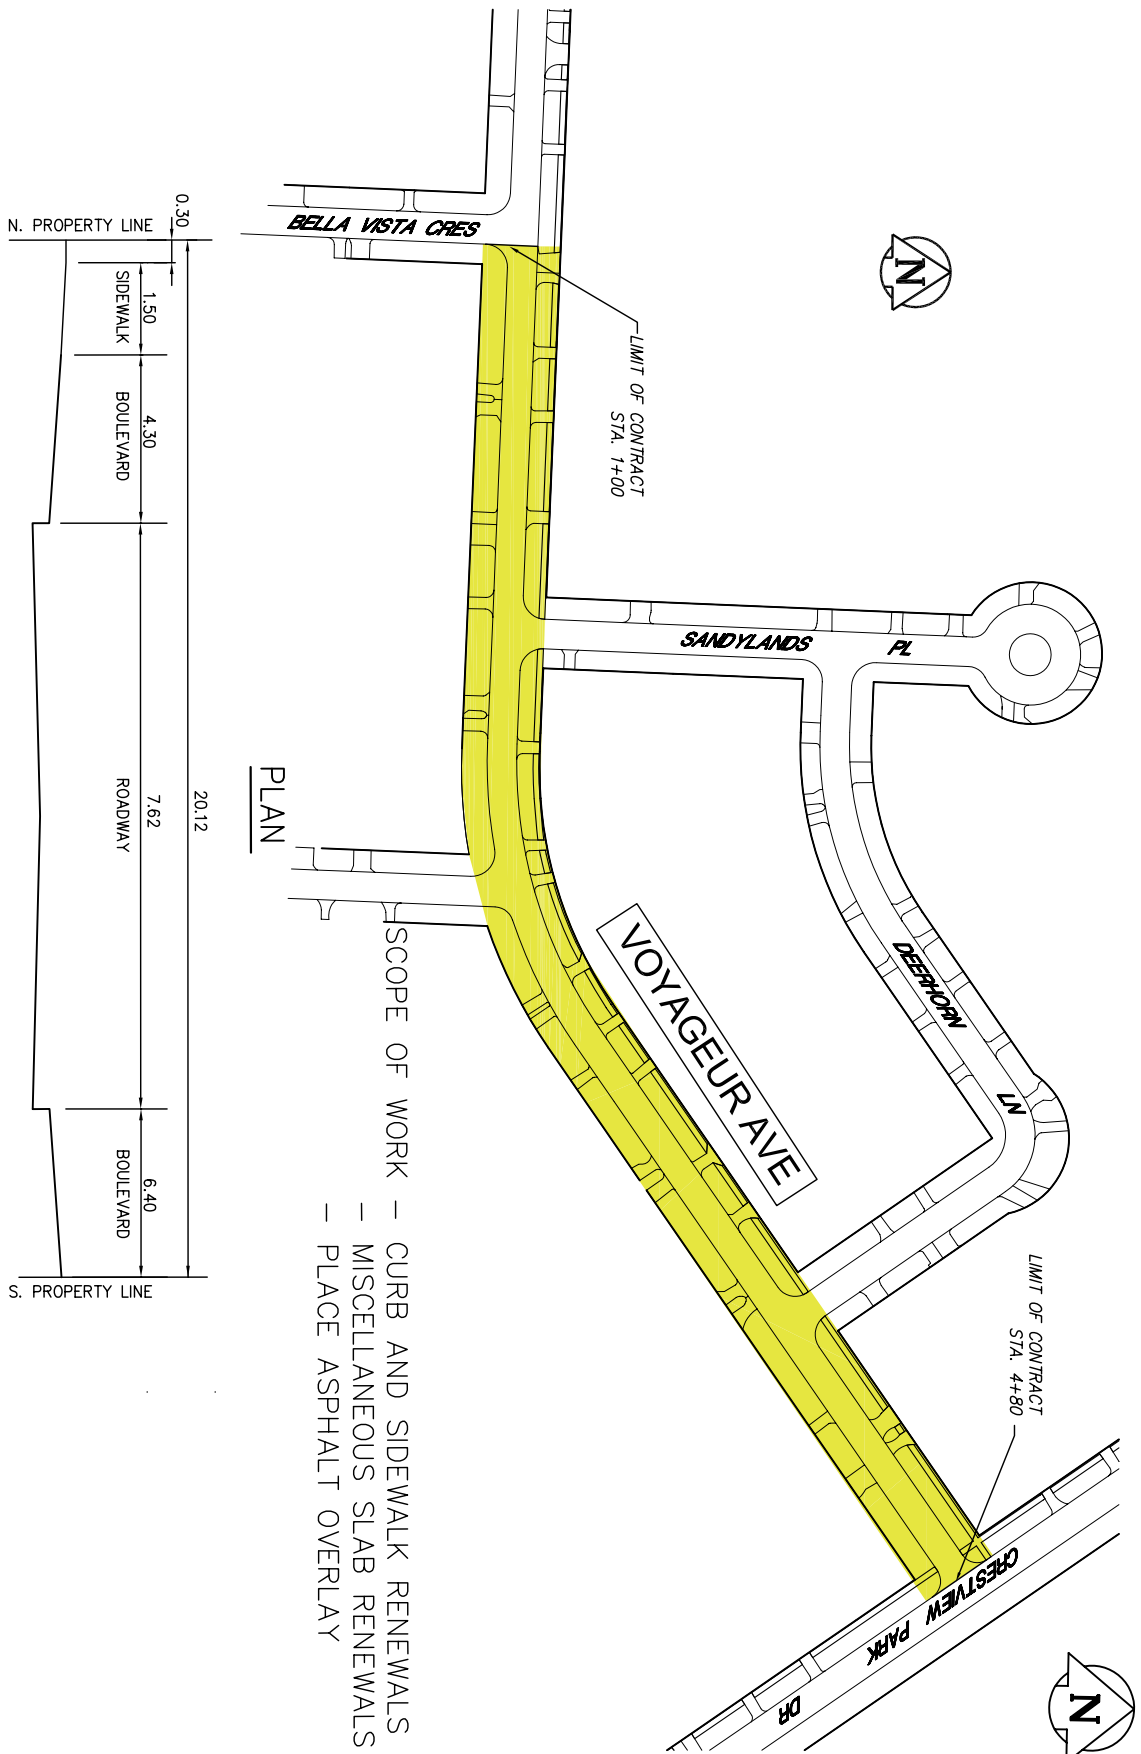 N
N
BELLA VISTA CRES
LIMIT OF CONTRACT
STA. 1+00
SANDYLANDS PL
DEERHORN LN
VOYAGEUR AVE
LIMIT OF CONTRACT
STA. 4+80
CRESTVIEW PARK DR
PLAN
SCOPE OF WORK - CURB AND SIDEWALK RENEWALS
- MISCELLANEOUS SLAB RENEWALS
- PLACE ASPHALT OVERLAY
20.12
0.30
1.50
SIDEWALK
4.30
BOULEVARD
7.62
ROADWAY
6.40
BOULEVARD
N. PROPERTY LINE
S. PROPERTY LINE